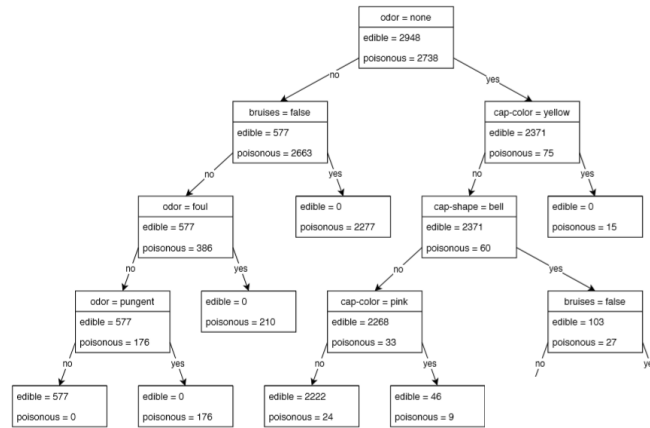 odor = none
edible = 2948
poisonous = 2738
no
yes
bruises = false
edible = 577
poisonous = 2663
cap-color = yellow
edible = 2371
poisonous = 75
no
yes
no
yes
odor = foul
edible = 577
poisonous = 386
edible = 0
poisonous = 2277
cap-shape = bell
edible = 2371
poisonous = 60
edible = 0
poisonous = 15
no
yes
no
yes
odor = pungent
edible = 577
poisonous = 176
edible = 0
poisonous = 210
cap-color = pink
edible = 2268
poisonous = 33
bruises = false
edible = 103
poisonous = 27
no
yes
no
yes
no
edible = 577
poisonous = 0
edible = 0
poisonous = 176
edible = 2222
poisonous = 24
edible = 46
poisonous = 9